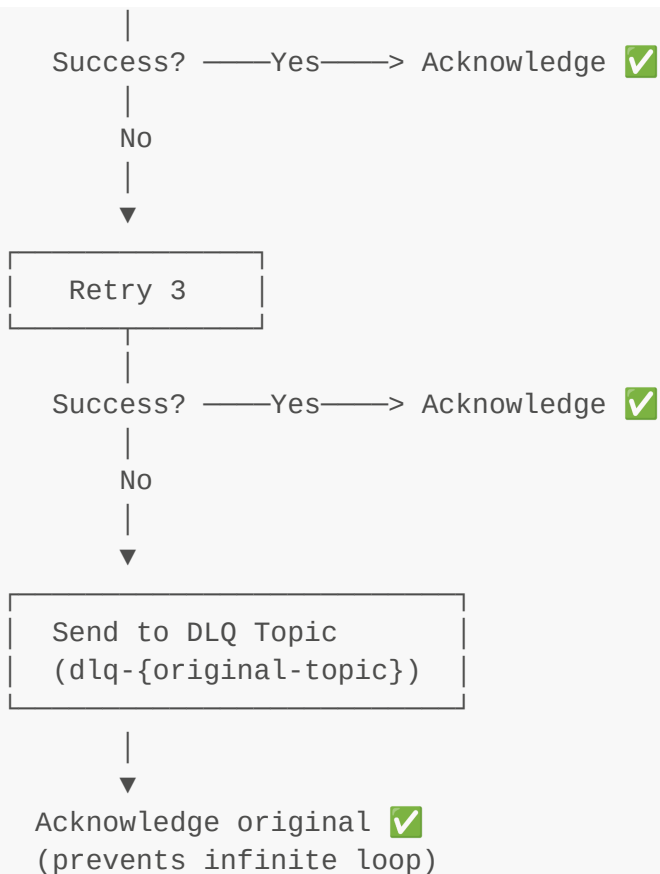 Success? ————Yes————> Acknowledge ✅
No
Retry 3
Success? ————Yes————> Acknowledge ✅
No
Send to DLQ Topic
(dlq-{original-topic})
Acknowledge original ✅
(prevents infinite loop)